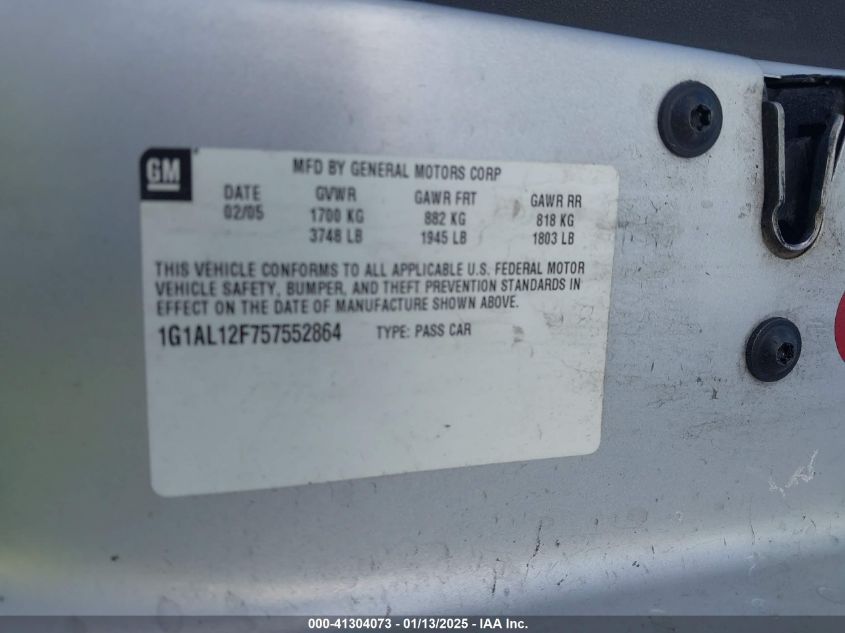 GM
MFD BY GENERAL MOTORS CORP
DATE GVWR GAWR FRT GAWR RR
02/05 1700 KG 882 KG 818 KG
3748 LB 1945 LB 1803 LB
THIS VEHICLE CONFORMS TO ALL APPLICABLE U.S. FEDERAL MOTOR
VEHICLE SAFETY, BUMPER, AND THEFT PREVENTION STANDARDS IN
EFFECT ON THE DATE OF MANUFACTURE SHOWN ABOVE.
1G1AL12F757552864 TYPE: PASS CAR
000-41304073 - 01/13/2025 - IAA Inc.